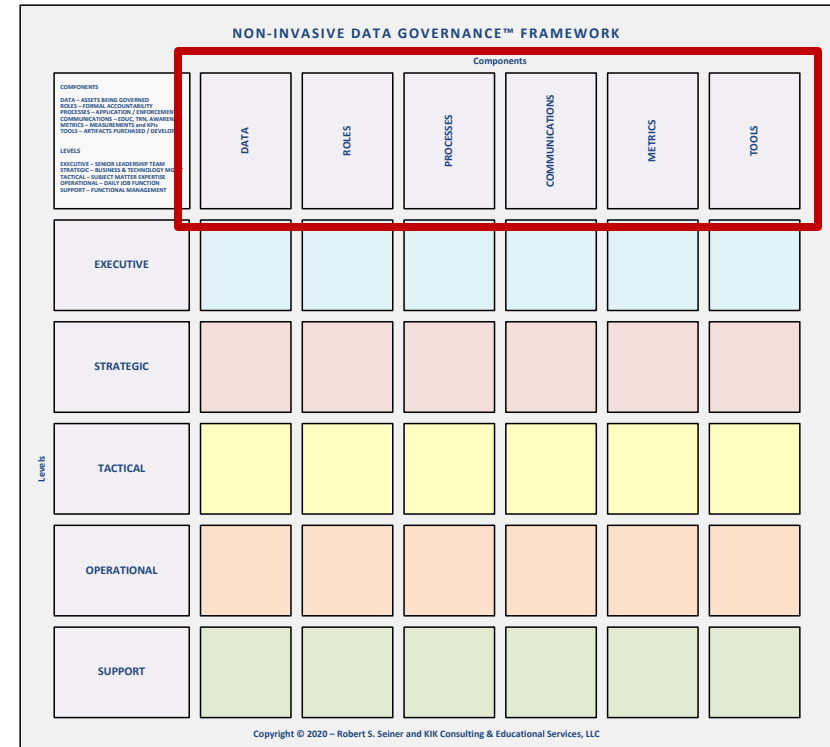 NON-INVASIVE DATA GOVERNANCE™ FRAMEWORK
Components
COMPONENTS
DATA – ASSETS BEING GOVERNED
ROLES – FORMAL ACCOUNTABILITY
PROCESSES – APPLICATION / ENFORCEMENT
COMMUNICATIONS – EDUC, TRN,
METRICS – MEASUREMENTS and KPIs
TOOLS – ARTIFACTS PURCHASED /
LEVELS
EXECUTIVE – SENIOR LEADERSHIP TEAM
STRATEGIC – BUSINESS & TECHNOLOGY
TACTICAL – SUBJECT MATTER EXPERTISE
OPERATIONAL – DAILY JOB FUNCTION
SUPPORT – FUNCTIONAL MANAGEMENT
DATA
ROLES
PROCESSES
COMMUNICATIONS
METRICS
TOOLS
Levels
EXECUTIVE
STRATEGIC
TACTICAL
OPERATIONAL
SUPPORT
Copyright © 2020 – Robert S. Seiner and KIK Consulting & Educational Services, LLC